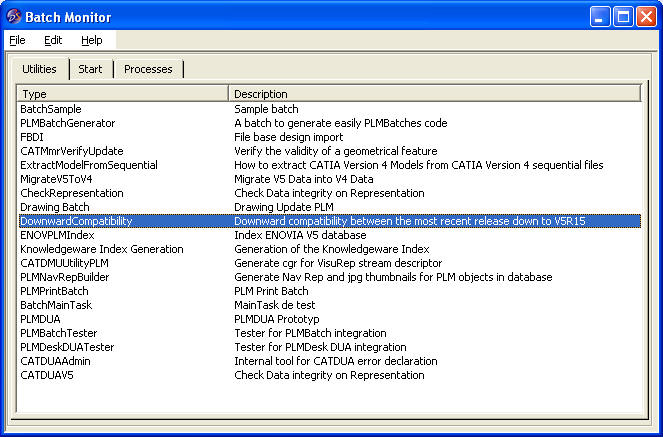 Batch Monitor
File Edit Help
Utilities Start Processes
Type Description
BatchSample Sample batch
PLMBatchGenerator A batch to generate easily PLMBatches code
FBDI File base design import
CATMmrVerifyUpdate Verify the validity of a geometrical feature
ExtractModelFromSequential How to extract CATIA Version 4 Models from CATIA Version 4 sequential files
MigrateV5ToV4 Migrate V5 Data into V4 Data
CheckRepresentation Check Data integrity on Representation
Drawing Batch Drawing Update PLM
DownwardCompatibility Downward compatibility between the most recent release down to V5R15
ENOVPLMIndex Index ENOVIA V5 database
Knowledgeware Index Generation Generation of the Knowledgeware Index
CATDMUUtilityPLM Generate cgr for VisuRep stream descriptor
PLMNavRepBuilder Generate Nav Rep and jpg thumbnails for PLM objects in database
PLMPrintBatch PLM Print Batch
BatchMainTask MainTask de test
PLMDUA PLMDUA Prototyp
PLMBatchTester Tester for PLMBatch integration
PLMDeskDUATester Tester for PLMDesk DUA integration
CATDUAAdmin Internal tool for CATDUA error declaration
CATDUAV5 Check Data integrity on Representation